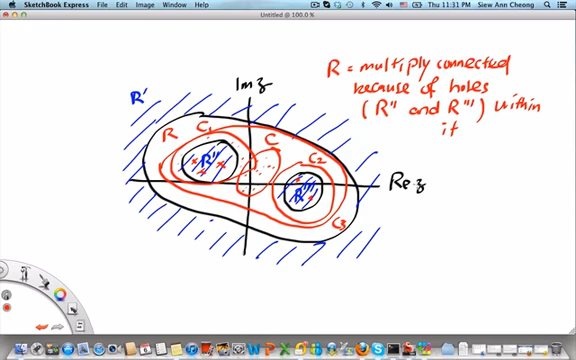 SketchBook Express File Edit Image Window Help Thu 11:31 PM Siew Ann Cheong
Untitled @ 100.0 %
R = multiply connected
because of holes
(R'' and R''') within
it
Im z
R'
R
C1
C
C2
R''
R'''
Re z
C3